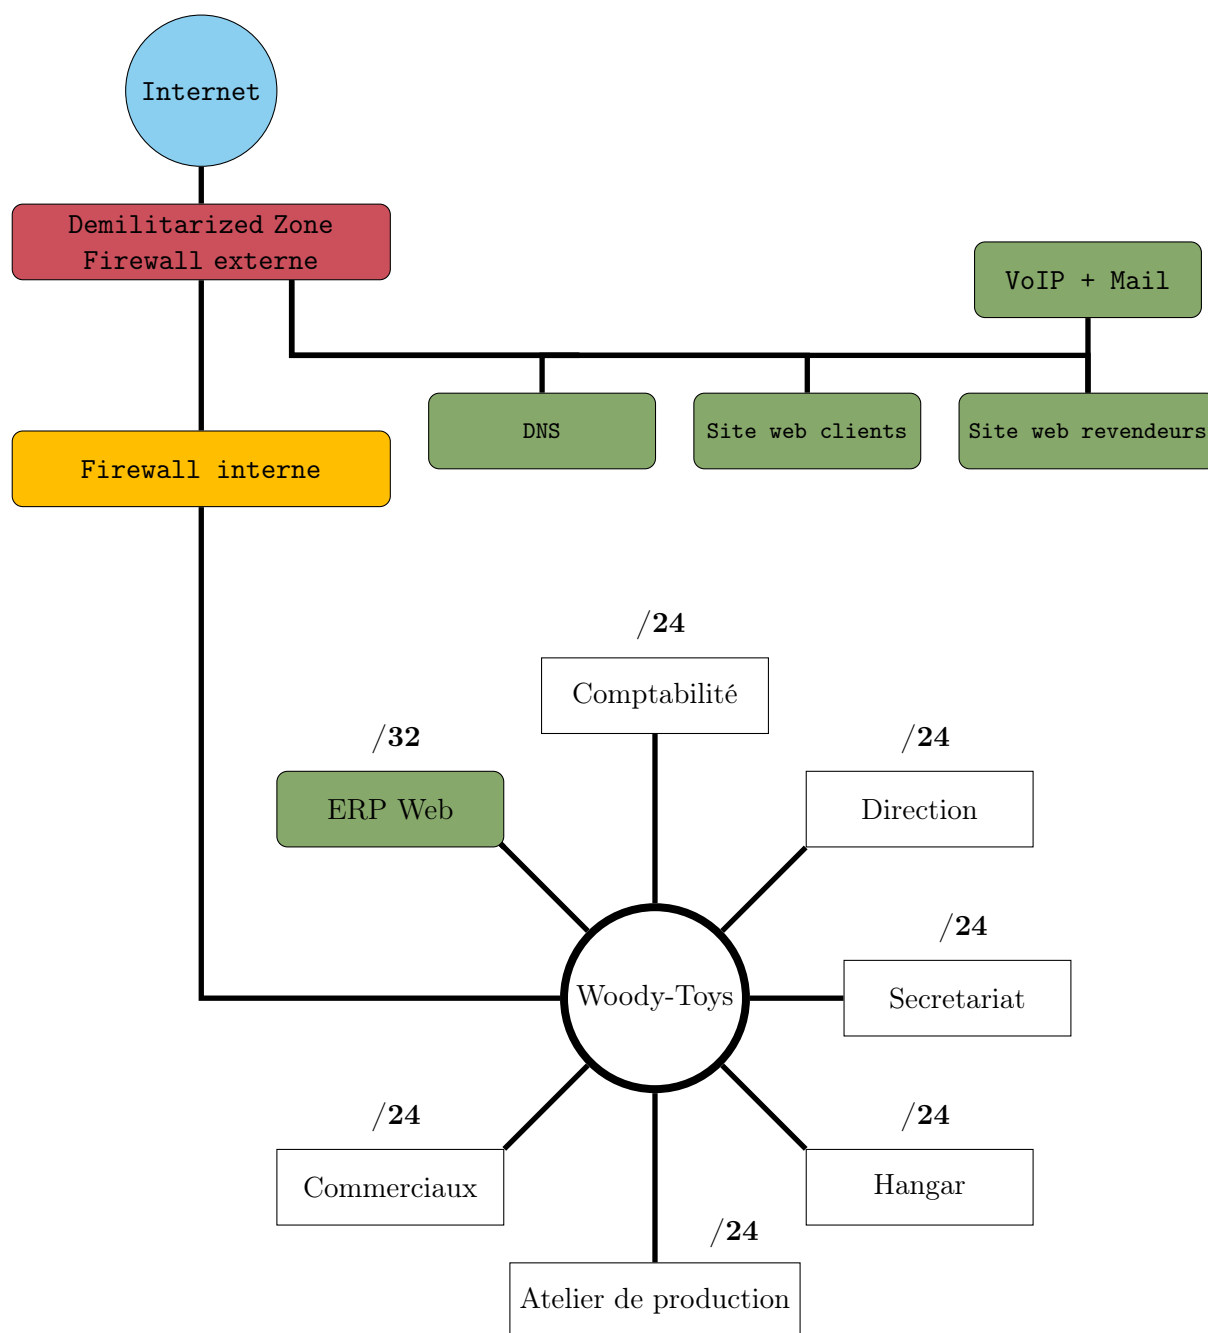 Internet
Demilitarized Zone
Firewall externe
VoIP + Mail
DNS
Site web clients
Site web revendeurs
Firewall interne
/24
Comptabilité
/32
ERP Web
/24
Direction
/24
Secretariat
Woody-Toys
/24
Commerciaux
/24
Hangar
/24
Atelier de production